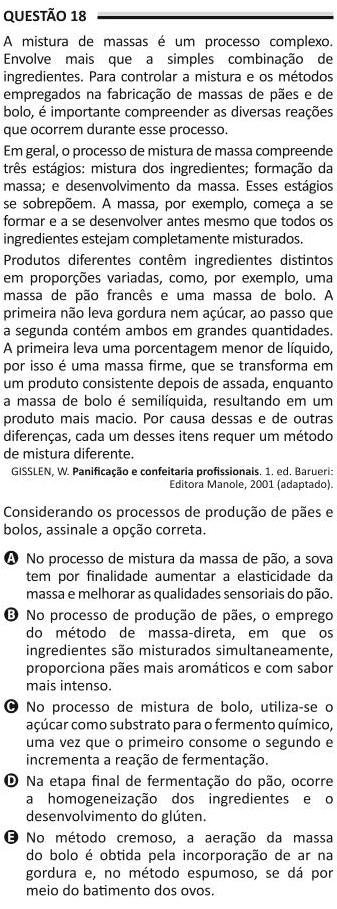 QUESTÃO 18
A mistura de massas é um processo complexo.
Envolve mais que a simples combinação de
ingredientes. Para controlar a mistura e os métodos
empregados na fabricação de massas de pães e de
bolo, é importante compreender as diversas reações
que ocorrem durante esse processo.
Em geral, o processo de mistura de massa compreende
três estágios: mistura dos ingredientes; formação da
massa; e desenvolvimento da massa. Esses estágios
se sobrepõem. A massa, por exemplo, começa a se
formar e a se desenvolver antes mesmo que todos os
ingredientes estejam completamente misturados.
Produtos diferentes contêm ingredientes distintos
em proporções variadas, como, por exemplo, uma
massa de pão francês e uma massa de bolo. A
primeira não leva gordura nem açúcar, ao passo que
a segunda contém ambos em grandes quantidades.
A primeira leva uma porcentagem menor de líquido,
por isso é uma massa firme, que se transforma em
um produto consistente depois de assada, enquanto
a massa de bolo é semilíquida, resultando em um
produto mais macio. Por causa dessas e de outras
diferenças, cada um desses itens requer um método
de mistura diferente.
GISSLEN, W. Panificação e confeitaria profissionais. 1. ed. Barueri:
Editora Manole, 2001 (adaptado).
Considerando os processos de produção de pães e
bolos, assinale a opção correta.
A No processo de mistura da massa de pão, a sova
tem por finalidade aumentar a elasticidade da
massa e melhorar as qualidades sensoriais do pão.
B No processo de produção de pães, o emprego
do método de massa-direta, em que os
ingredientes são misturados simultaneamente,
proporciona pães mais aromáticos e com sabor
mais intenso.
C No processo de mistura de bolo, utiliza-se o
açúcar como substrato para o fermento químico,
uma vez que o primeiro consome o segundo e
incrementa a reação de fermentação.
D Na etapa final de fermentação do pão, ocorre
a homogeneização dos ingredientes e o
desenvolvimento do glúten.
E No método cremoso, a aeração da massa
do bolo é obtida pela incorporação de ar na
gordura e, no método espumoso, se dá por
meio do batimento dos ovos.